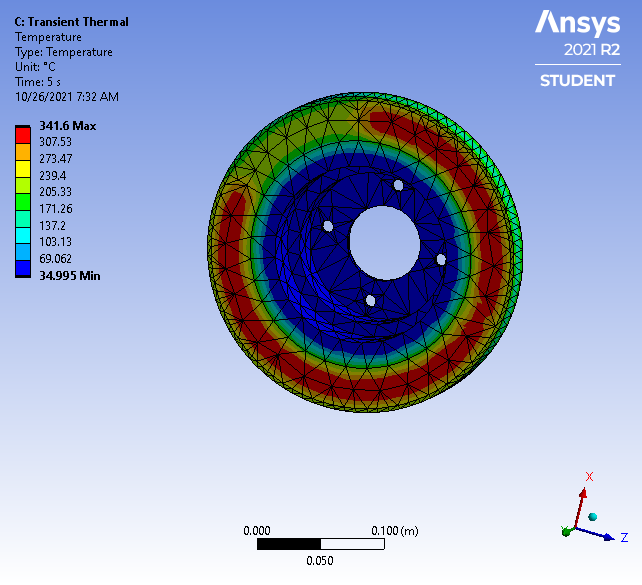 C: Transient Thermal
Temperature
Type: Temperature
Unit: °C
Time: 5 s
10/26/2021 7:32 AM
Ansys
2021 R2
STUDENT
341.6 Max
307.53
273.47
239.4
205.33
171.26
137.2
103.13
69.062
34.995 Min
0.000
0.100 (m)
0.050
X
Y
Z